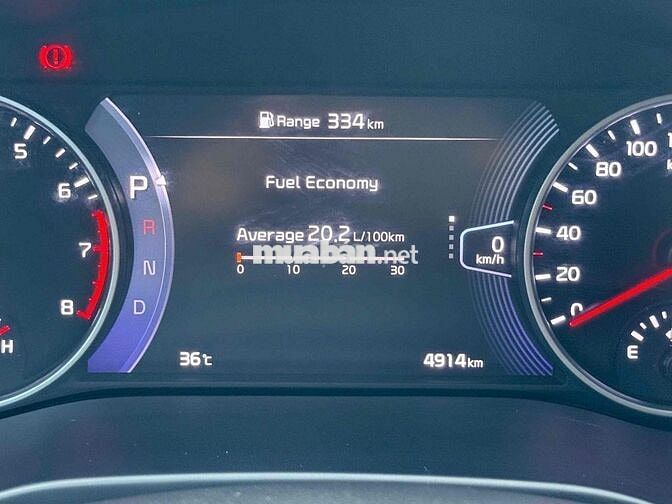 Range 334 km
Fuel Economy
Average 20.2 L/100km
muaban.net
0 10 20 30
P
R
N
D
5
6
7
8
H
0
km/h
100
80
60
40
20
0
E
36℃
4914 km